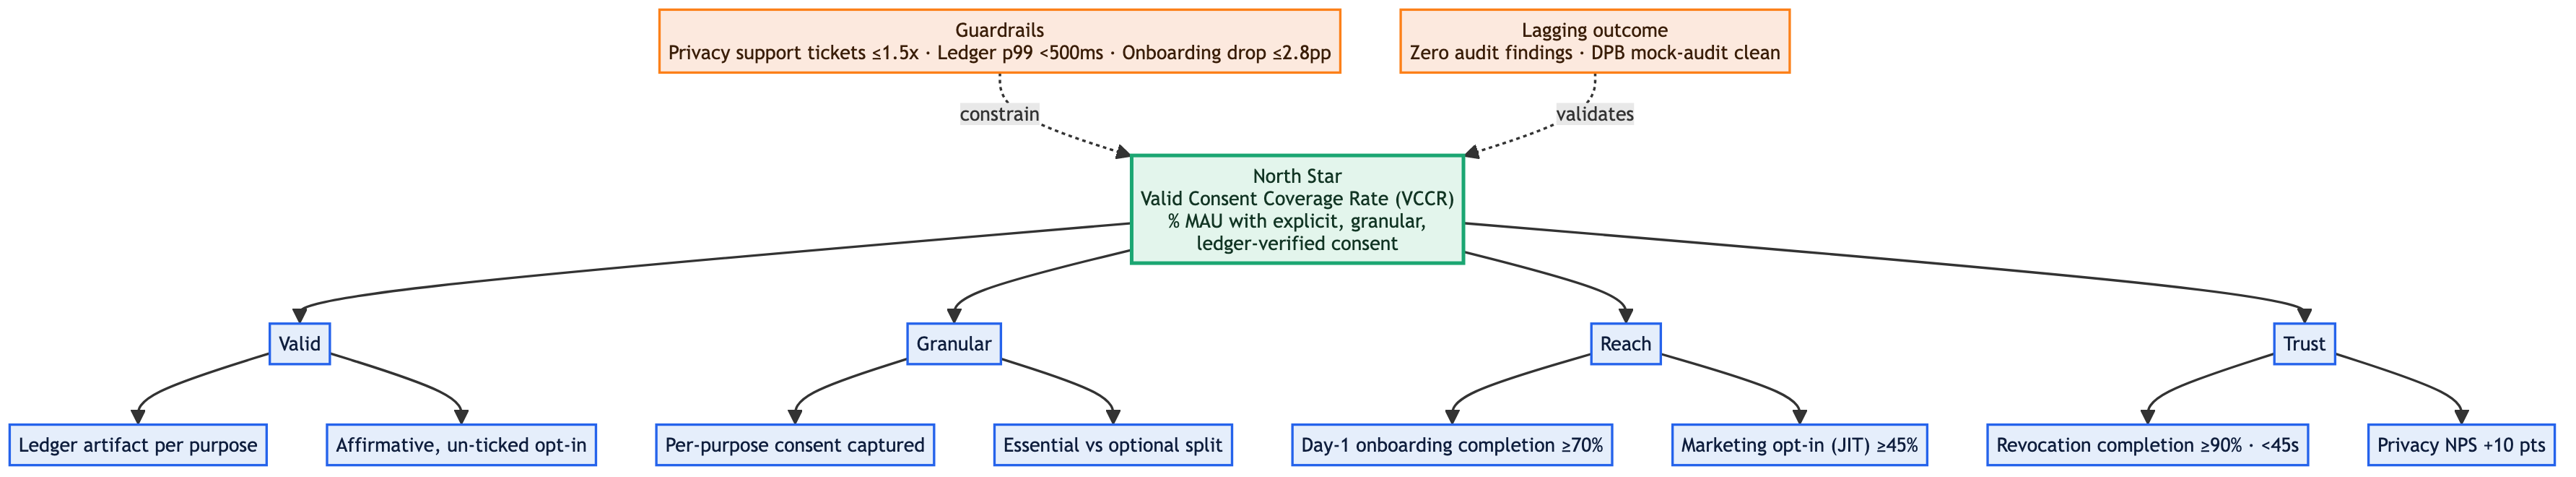 Guardrails
Privacy support tickets ≤1.5x · Ledger p99 <500ms · Onboarding drop ≤2.8pp
Lagging outcome
Zero audit findings · DPB mock-audit clean
constrain
validates
North Star
Valid Consent Coverage Rate (VCCR)
% MAU with explicit, granular,
ledger-verified consent
Valid
Granular
Reach
Trust
Ledger artifact per purpose
Affirmative, un-ticked opt-in
Per-purpose consent captured
Essential vs optional split
Day-1 onboarding completion ≥70%
Marketing opt-in (JIT) ≥45%
Revocation completion ≥90% · <45s
Privacy NPS +10 pts